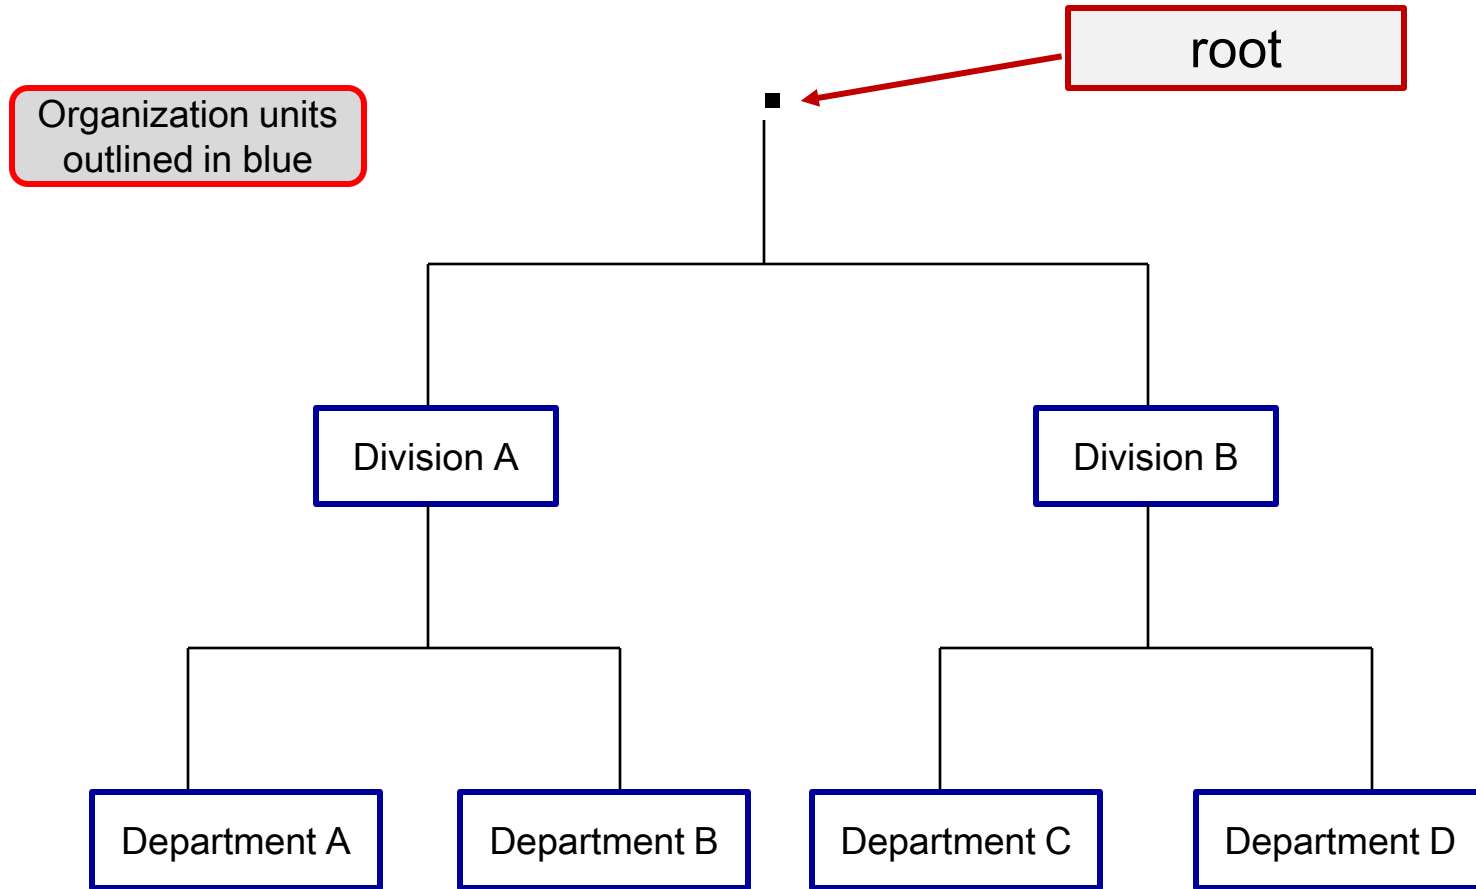 root
Organization units
outlined in blue
Division A
Division B
Department A
Department B
Department C
Department D